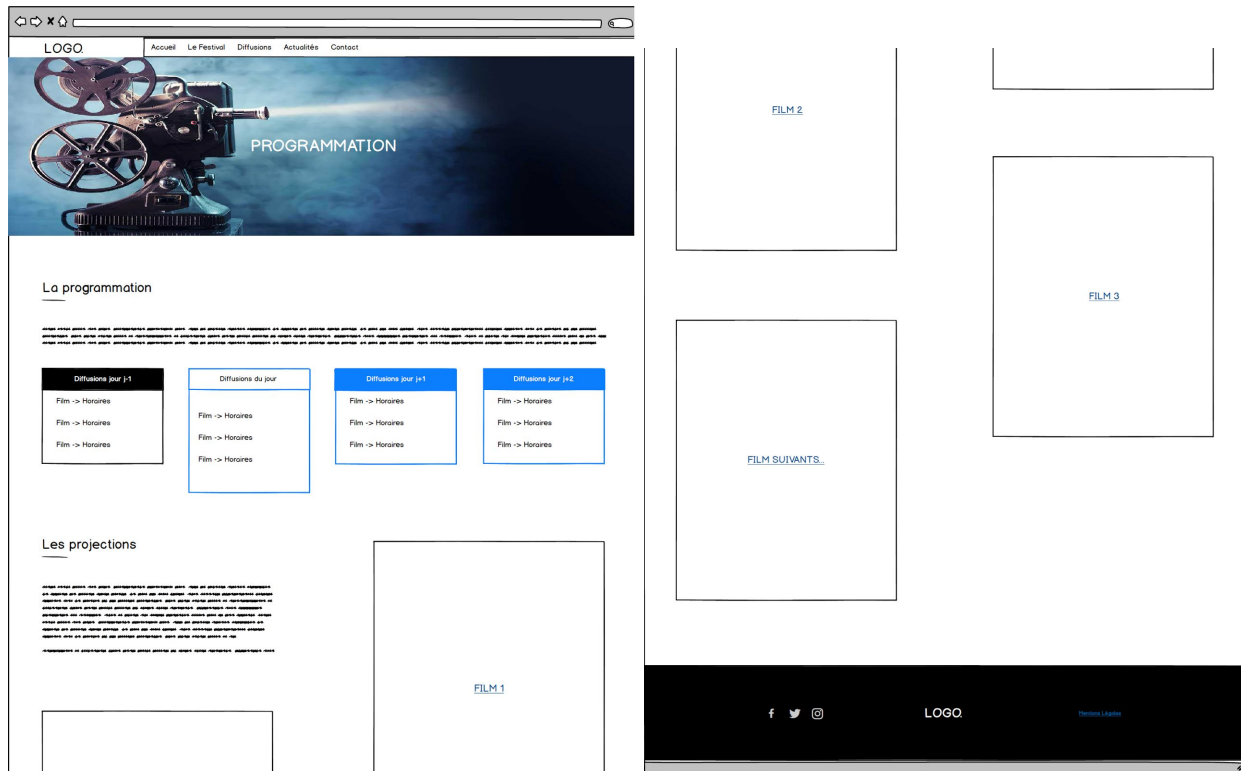 LOGO.
Accueil Le Festival Diffusions Actualités Contact
PROGRAMMATION
La programmation
Diffusions jour j-1
Film -> Horaires
Film -> Horaires
Film -> Horaires
Diffusions du jour
Film -> Horaires
Film -> Horaires
Film -> Horaires
Diffusions jour j+1
Film -> Horaires
Film -> Horaires
Film -> Horaires
Diffusions jour j+2
Film -> Horaires
Film -> Horaires
Film -> Horaires
Les projections
FILM 1
FILM 2
FILM 3
FILM SUIVANTS...
LOGO.
Mentions Légales